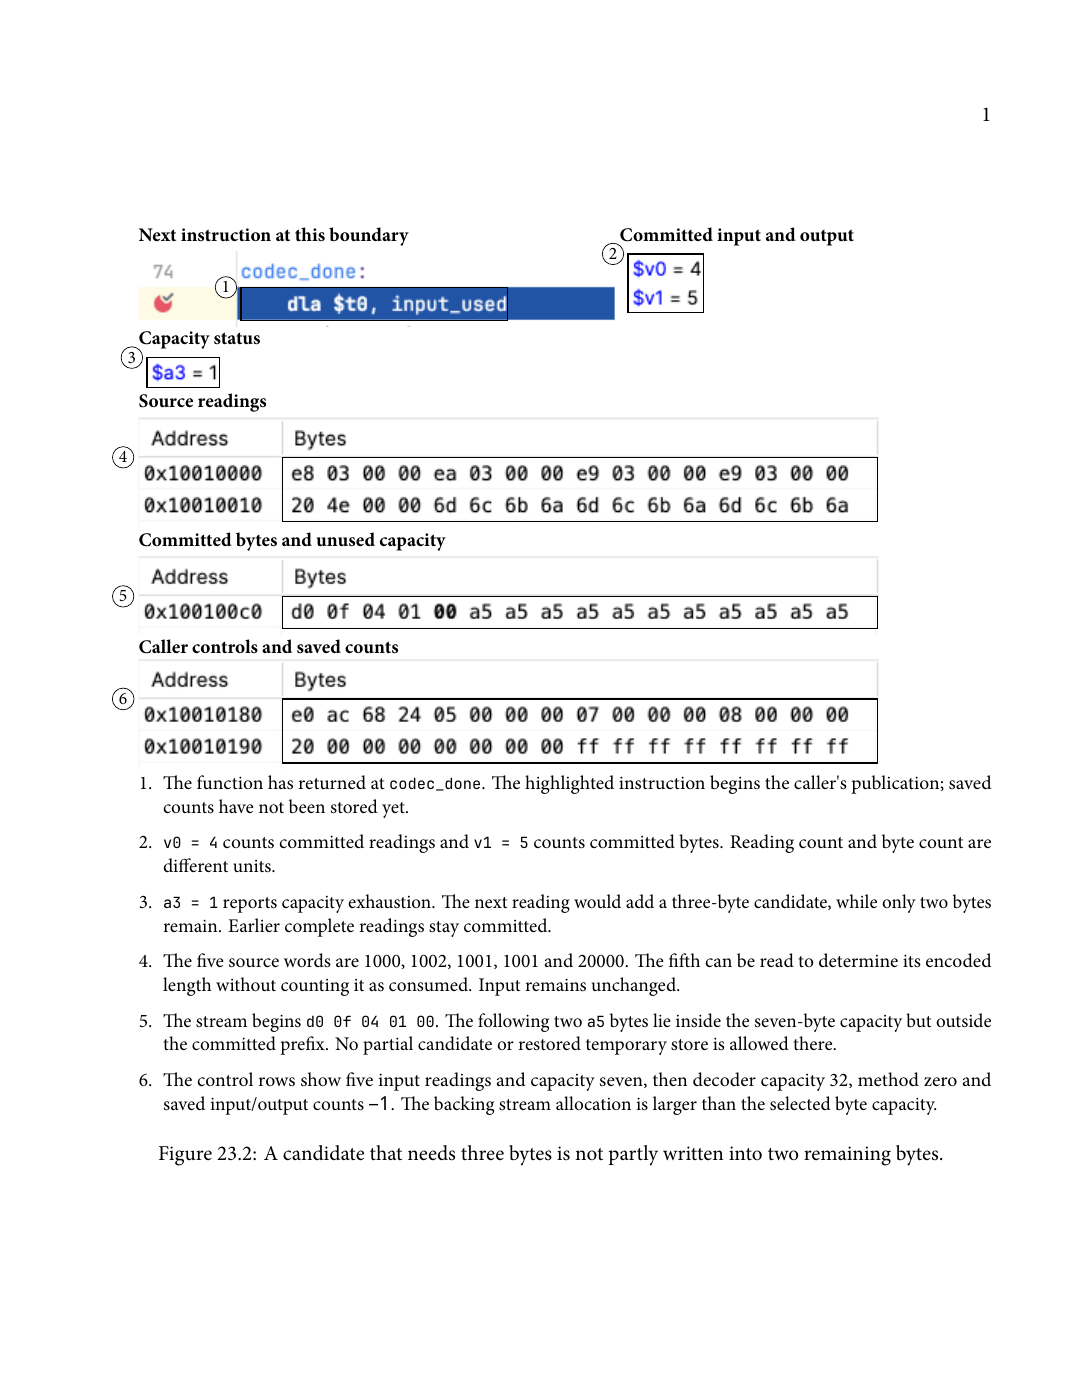 1
Next instruction at this boundary
Committed input and output
74 codec_done:
1
dla $t0, input_used
2
$v0 = 4
$v1 = 5
Capacity status
3
$a3 = 1
Source readings
Address Bytes
4
0x10010000 e8 03 00 00 ea 03 00 00 e9 03 00 00 e9 03 00 00
0x10010010 20 4e 00 00 6d 6c 6b 6a 6d 6c 6b 6a 6d 6c 6b 6a
Committed bytes and unused capacity
Address Bytes
5
0x100100c0 d0 0f 04 01 00 a5 a5 a5 a5 a5 a5 a5 a5 a5 a5 a5
Caller controls and saved counts
Address Bytes
6
0x10010180 e0 ac 68 24 05 00 00 00 07 00 00 00 08 00 00 00
0x10010190 20 00 00 00 00 00 00 00 ff ff ff ff ff ff ff ff
1. The function has returned at codec_done. The highlighted instruction begins the caller's publication; saved
counts have not been stored yet.
2. v0 = 4 counts committed readings and v1 = 5 counts committed bytes. Reading count and byte count are
different units.
3. a3 = 1 reports capacity exhaustion. The next reading would add a three-byte candidate, while only two bytes
remain. Earlier complete readings stay committed.
4. The five source words are 1000, 1002, 1001, 1001 and 20000. The fifth can be read to determine its encoded
length without counting it as consumed. Input remains unchanged.
5. The stream begins d0 0f 04 01 00. The following two a5 bytes lie inside the seven-byte capacity but outside
the committed prefix. No partial candidate or restored temporary store is allowed there.
6. The control rows show five input readings and capacity seven, then decoder capacity 32, method zero and
saved input/output counts −1. The backing stream allocation is larger than the selected byte capacity.
Figure 23.2: A candidate that needs three bytes is not partly written into two remaining bytes.